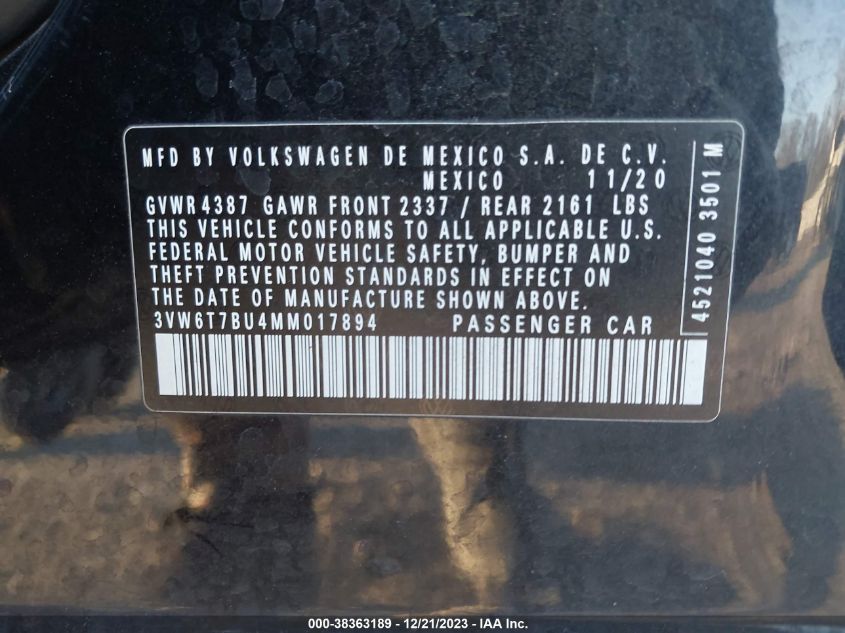 MFD BY VOLKSWAGEN DE MEXICO S.A. DE C.V.
MEXICO 11/20
GVWR 4387 GAWR FRONT 2337 / REAR 2161 LBS
THIS VEHICLE CONFORMS TO ALL APPLICABLE U.S.
FEDERAL MOTOR VEHICLE SAFETY, BUMPER AND
THEFT PREVENTION STANDARDS IN EFFECT ON
THE DATE OF MANUFACTURE SHOWN ABOVE.
3VW6T7BU4MM017894 PASSENGER CAR
4521040 3501 M
000-38363189 - 12/21/2023 - IAA Inc.